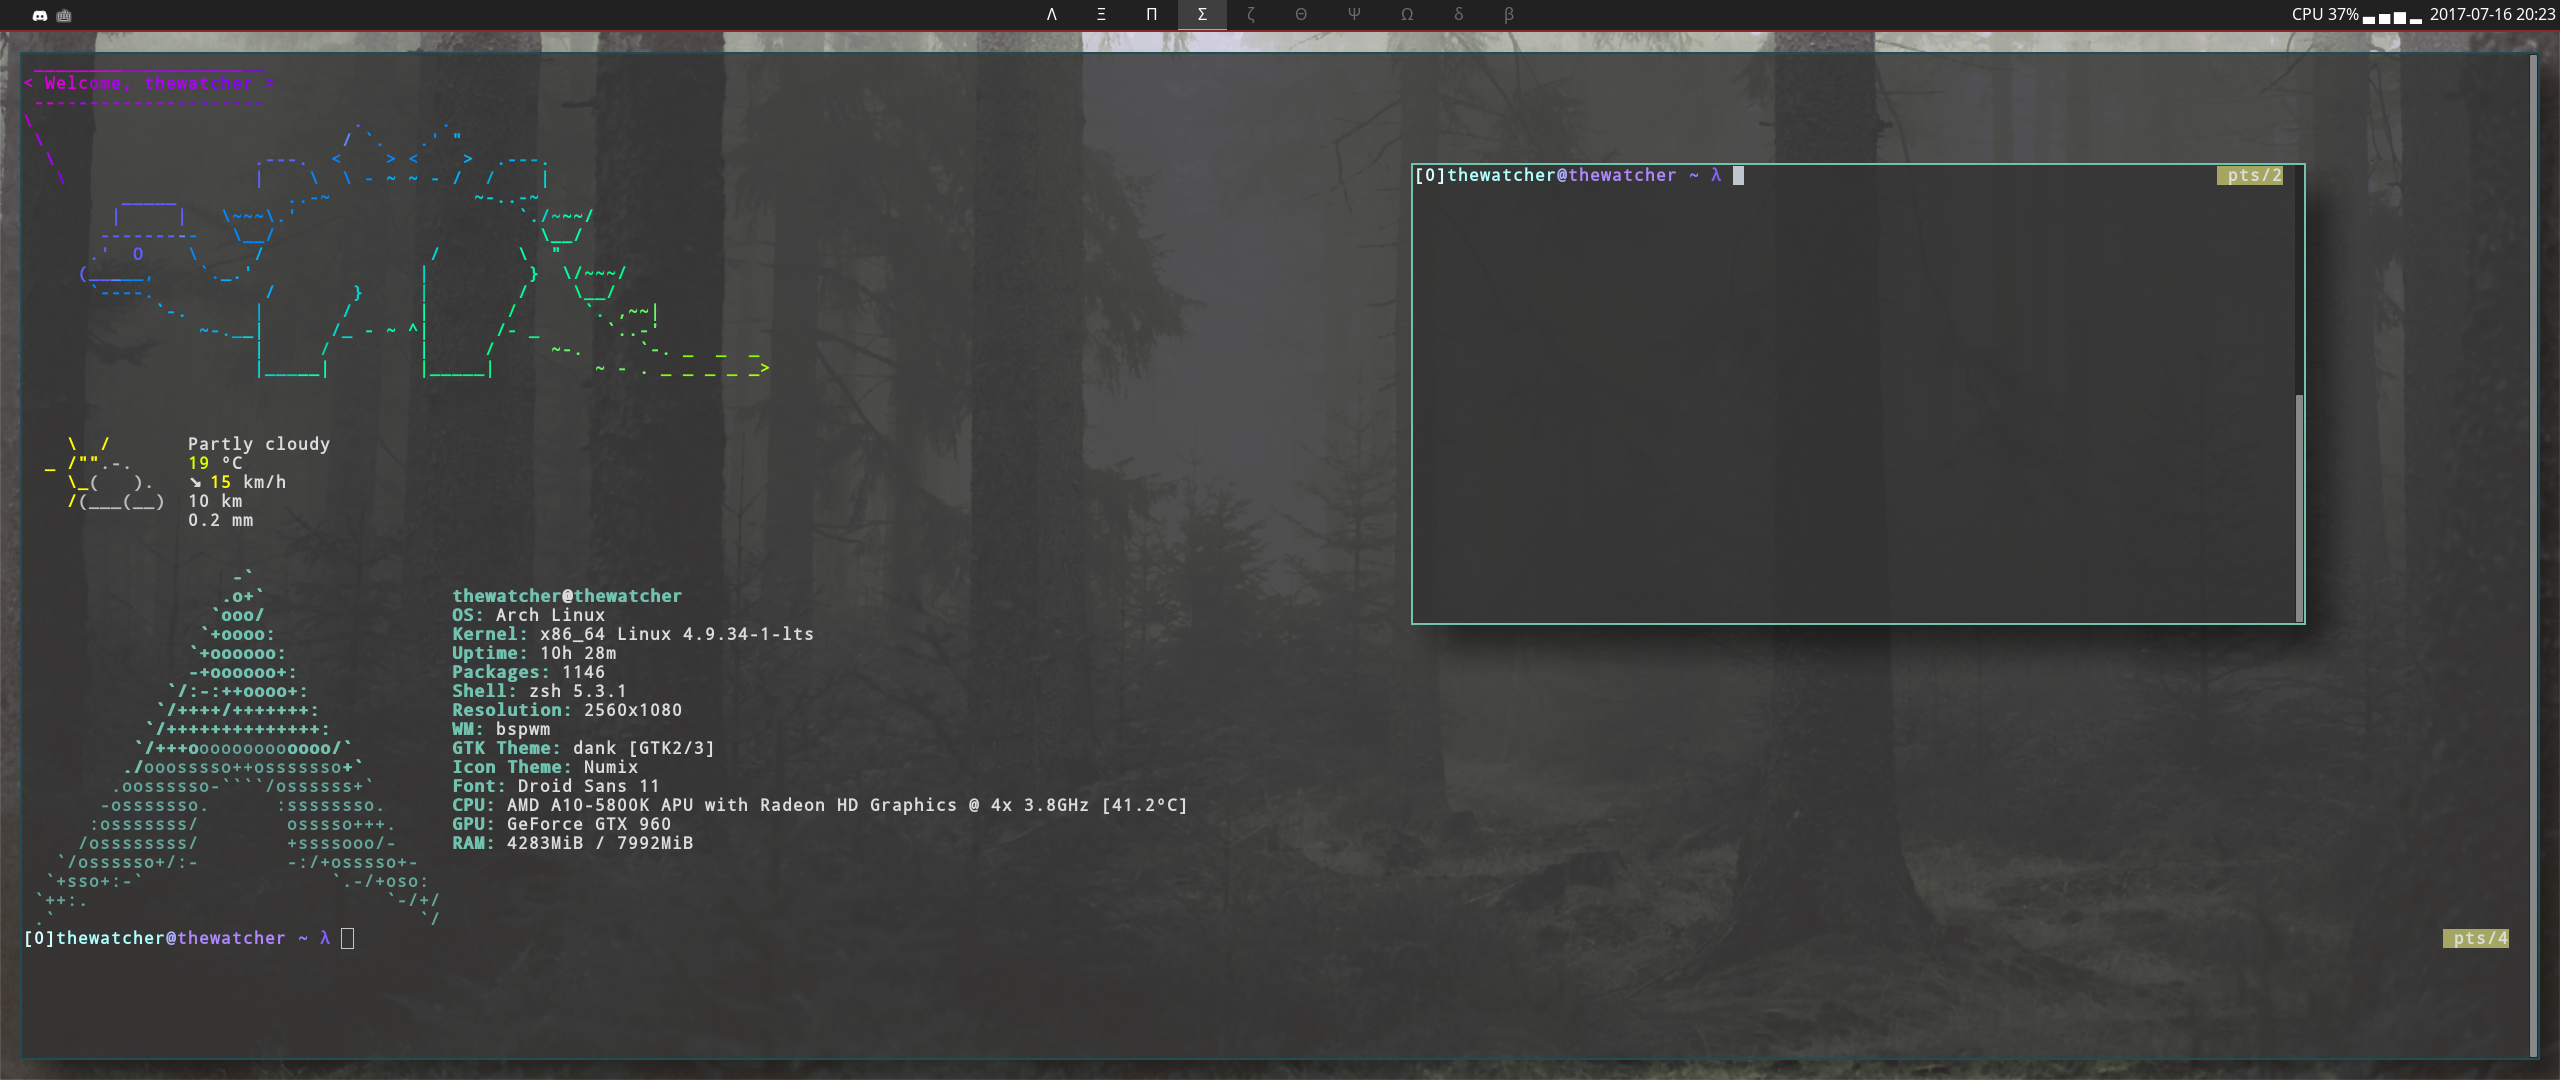 Λ Ξ Π Σ ζ Θ Ψ Ω δ β
CPU 37%
2017-07-16 20:23
< Welcome, thewatcher >
[0]thewatcher@thewatcher ~ λ
pts/2
Partly cloudy
19 °C
↘ 15 km/h
10 km
0.2 mm
thewatcher@thewatcher
OS: Arch Linux
Kernel: x86_64 Linux 4.9.34-1-lts
Uptime: 10h 28m
Packages: 1146
Shell: zsh 5.3.1
Resolution: 2560x1080
WM: bspwm
GTK Theme: dank [GTK2/3]
Icon Theme: Numix
Font: Droid Sans 11
CPU: AMD A10-5800K APU with Radeon HD Graphics @ 4x 3.8GHz [41.2°C]
GPU: GeForce GTX 960
RAM: 4283MiB / 7992MiB
[0]thewatcher@thewatcher ~ λ
pts/4